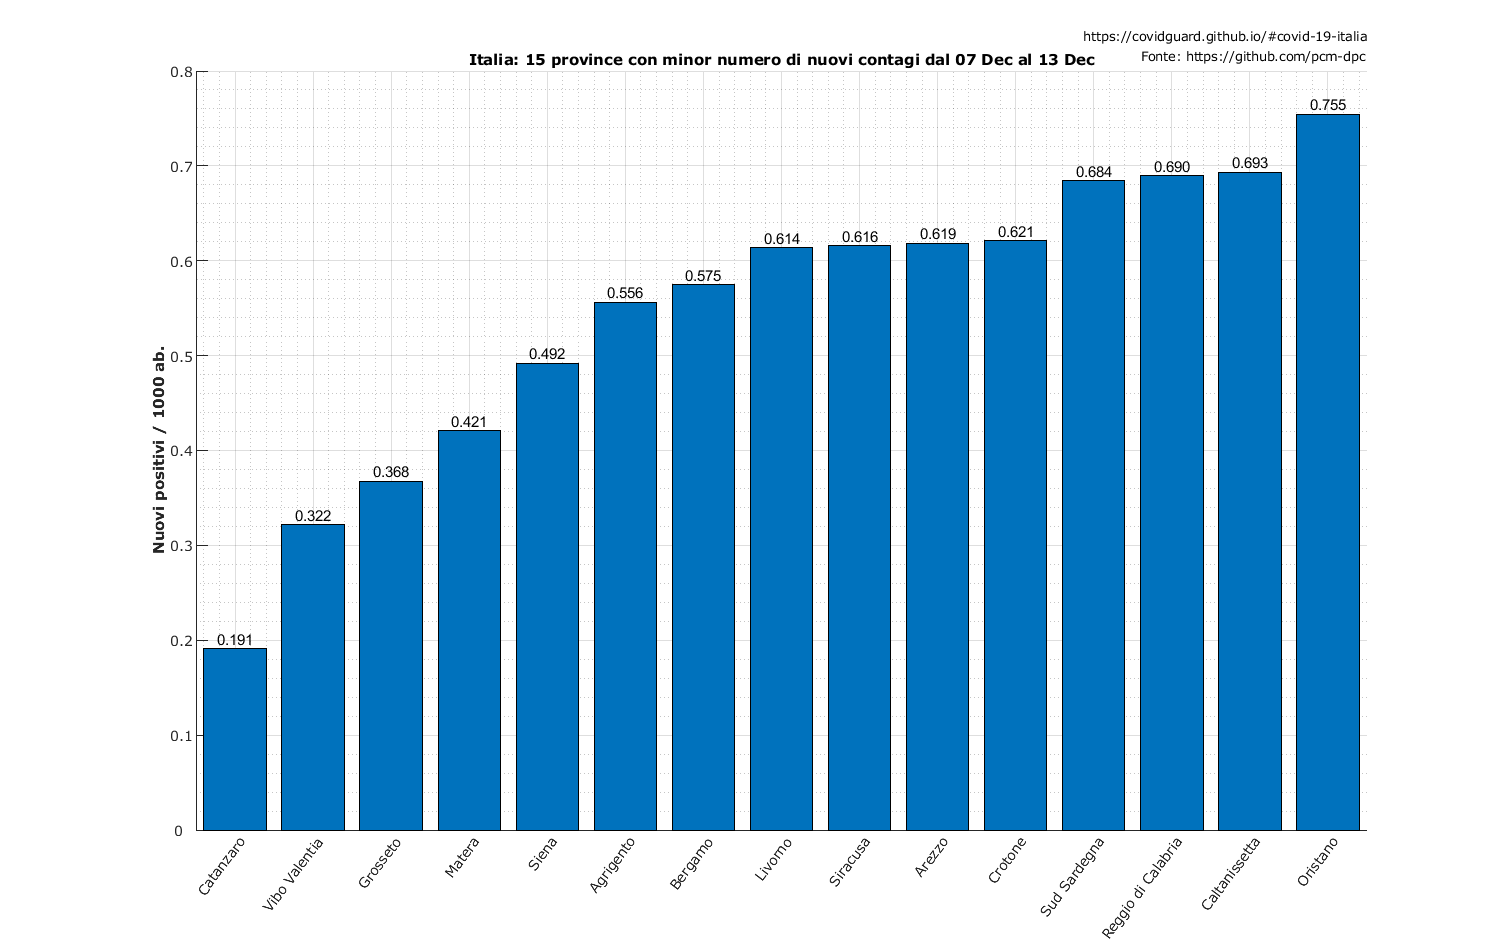 https://covidguard.github.io/#covid-19-italia
Italia: 15 province con minor numero di nuovi contagi dal 07 Dec al 13 Dec
Fonte: https://github.com/pcm-dpc
Nuovi positivi / 1000 ab.
0.8
0.7
0.6
0.5
0.4
0.3
0.2
0.1
0
0.191
0.322
0.368
0.421
0.492
0.556
0.575
0.614
0.616
0.619
0.621
0.684
0.690
0.693
0.755
Catanzaro
Vibo Valentia
Grosseto
Matera
Siena
Agrigento
Bergamo
Livorno
Siracusa
Arezzo
Crotone
Sud Sardegna
Reggio di Calabria
Caltanissetta
Oristano